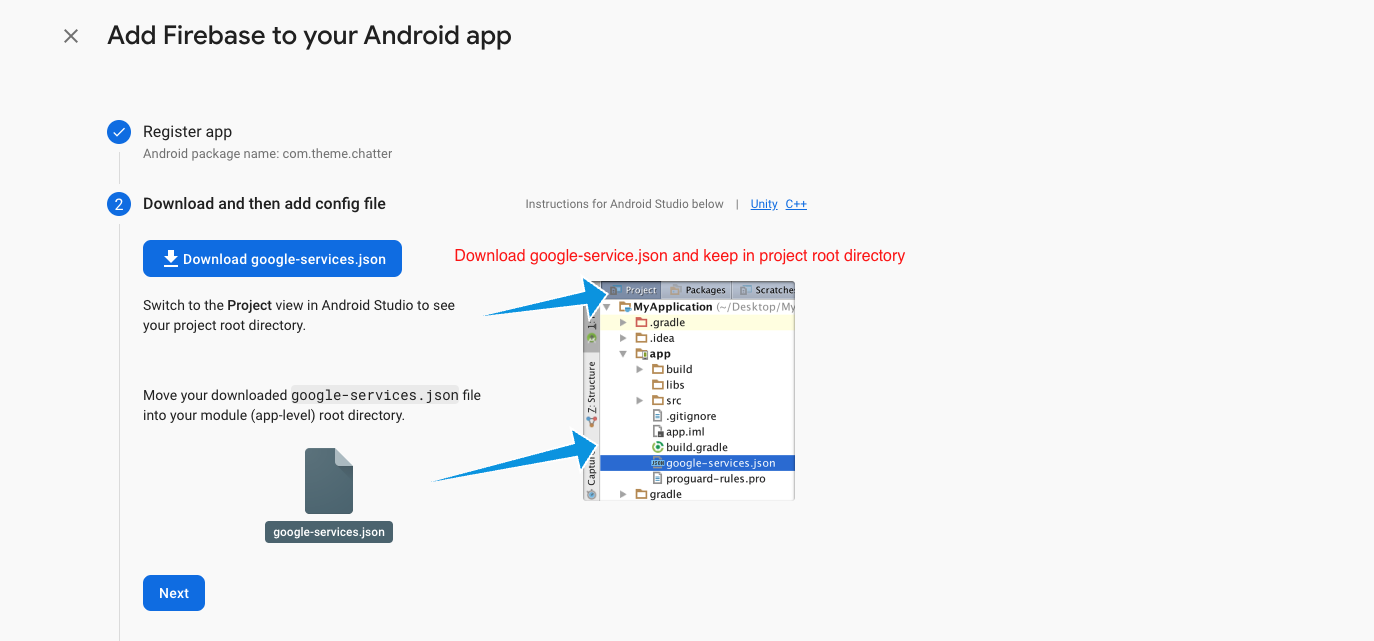 Add Firebase to your Android app
Register app
Android package name: com.theme.chatter
2
Download and then add config file
Instructions for Android Studio below | Unity C++
Download google-services.json
Download google-service.json and keep in project root directory
Switch to the Project view in Android Studio to see
your project root directory.
Move your downloaded google-services.json file
into your module (app-level) root directory.
google-services.json
Next
Project Packages Scratches
MyApplication (~/Desktop/My
.gradle
.idea
app
build
libs
src
.gitignore
app.iml
build.gradle
google-services.json
proguard-rules.pro
gradle
Z: Structure